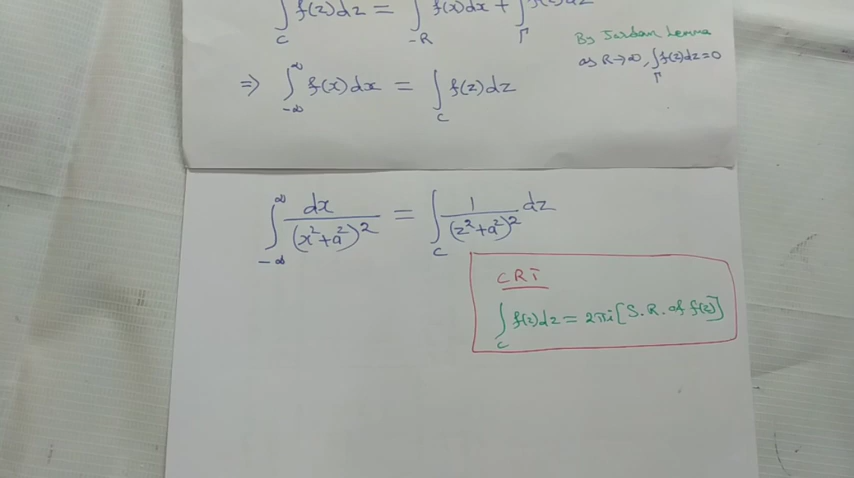 ∫_C f(z)dz = ∫_{-R} f(x)dx + ∫_Γ f(z)dz
By Jordan Lemma
as R→∞, ∫_Γ f(z)dz=0
⇒ ∫_{-∞}^{∞} f(x)dx = ∫_C f(z)dz
∫_{-∞}^{∞} dx/(x²+a²)² = ∫_C 1/(z²+a²)² dz
CRT
∫_C f(z)dz = 2πi[S.R. of f(z)]